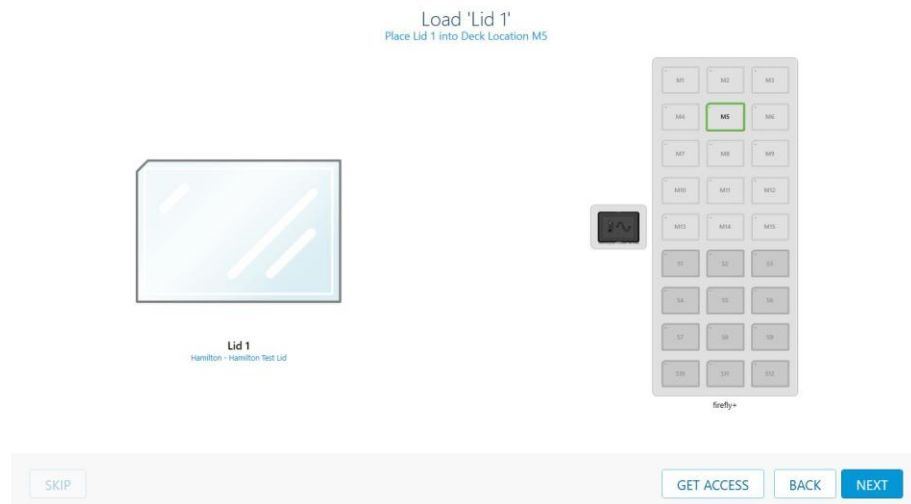 Load 'Lid 1'
Place Lid 1 into Deck Location M5
M1 M2 M3
M4 M5 M6
M7 M8 M9
M10 M11 M12
M13 M14 M15
S1 S2 S3
S4 S5 S6
S7 S8 S9
S10 S11 S12
Lid 1
Hamilton - Hamilton Test Lid
firefly+
SKIP GET ACCESS BACK NEXT